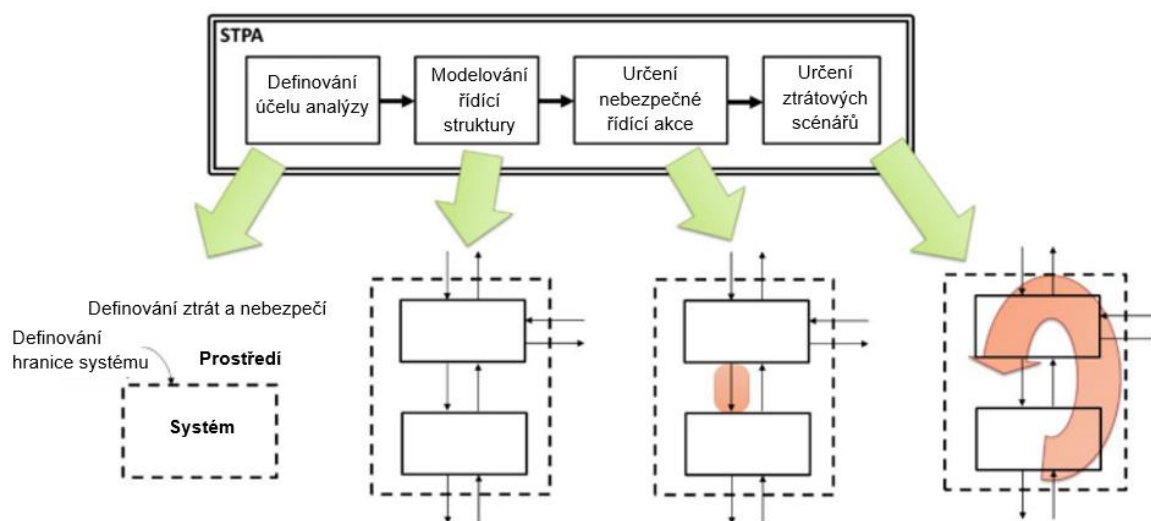 STPA
Definování
účelu analýzy
Modelování
řídící
struktury
Určení
nebezpečné
řídící akce
Určení
ztrátových
scénářů
Definování ztrát a nebezpečí
Definování
hranice systému
Prostředí
Systém